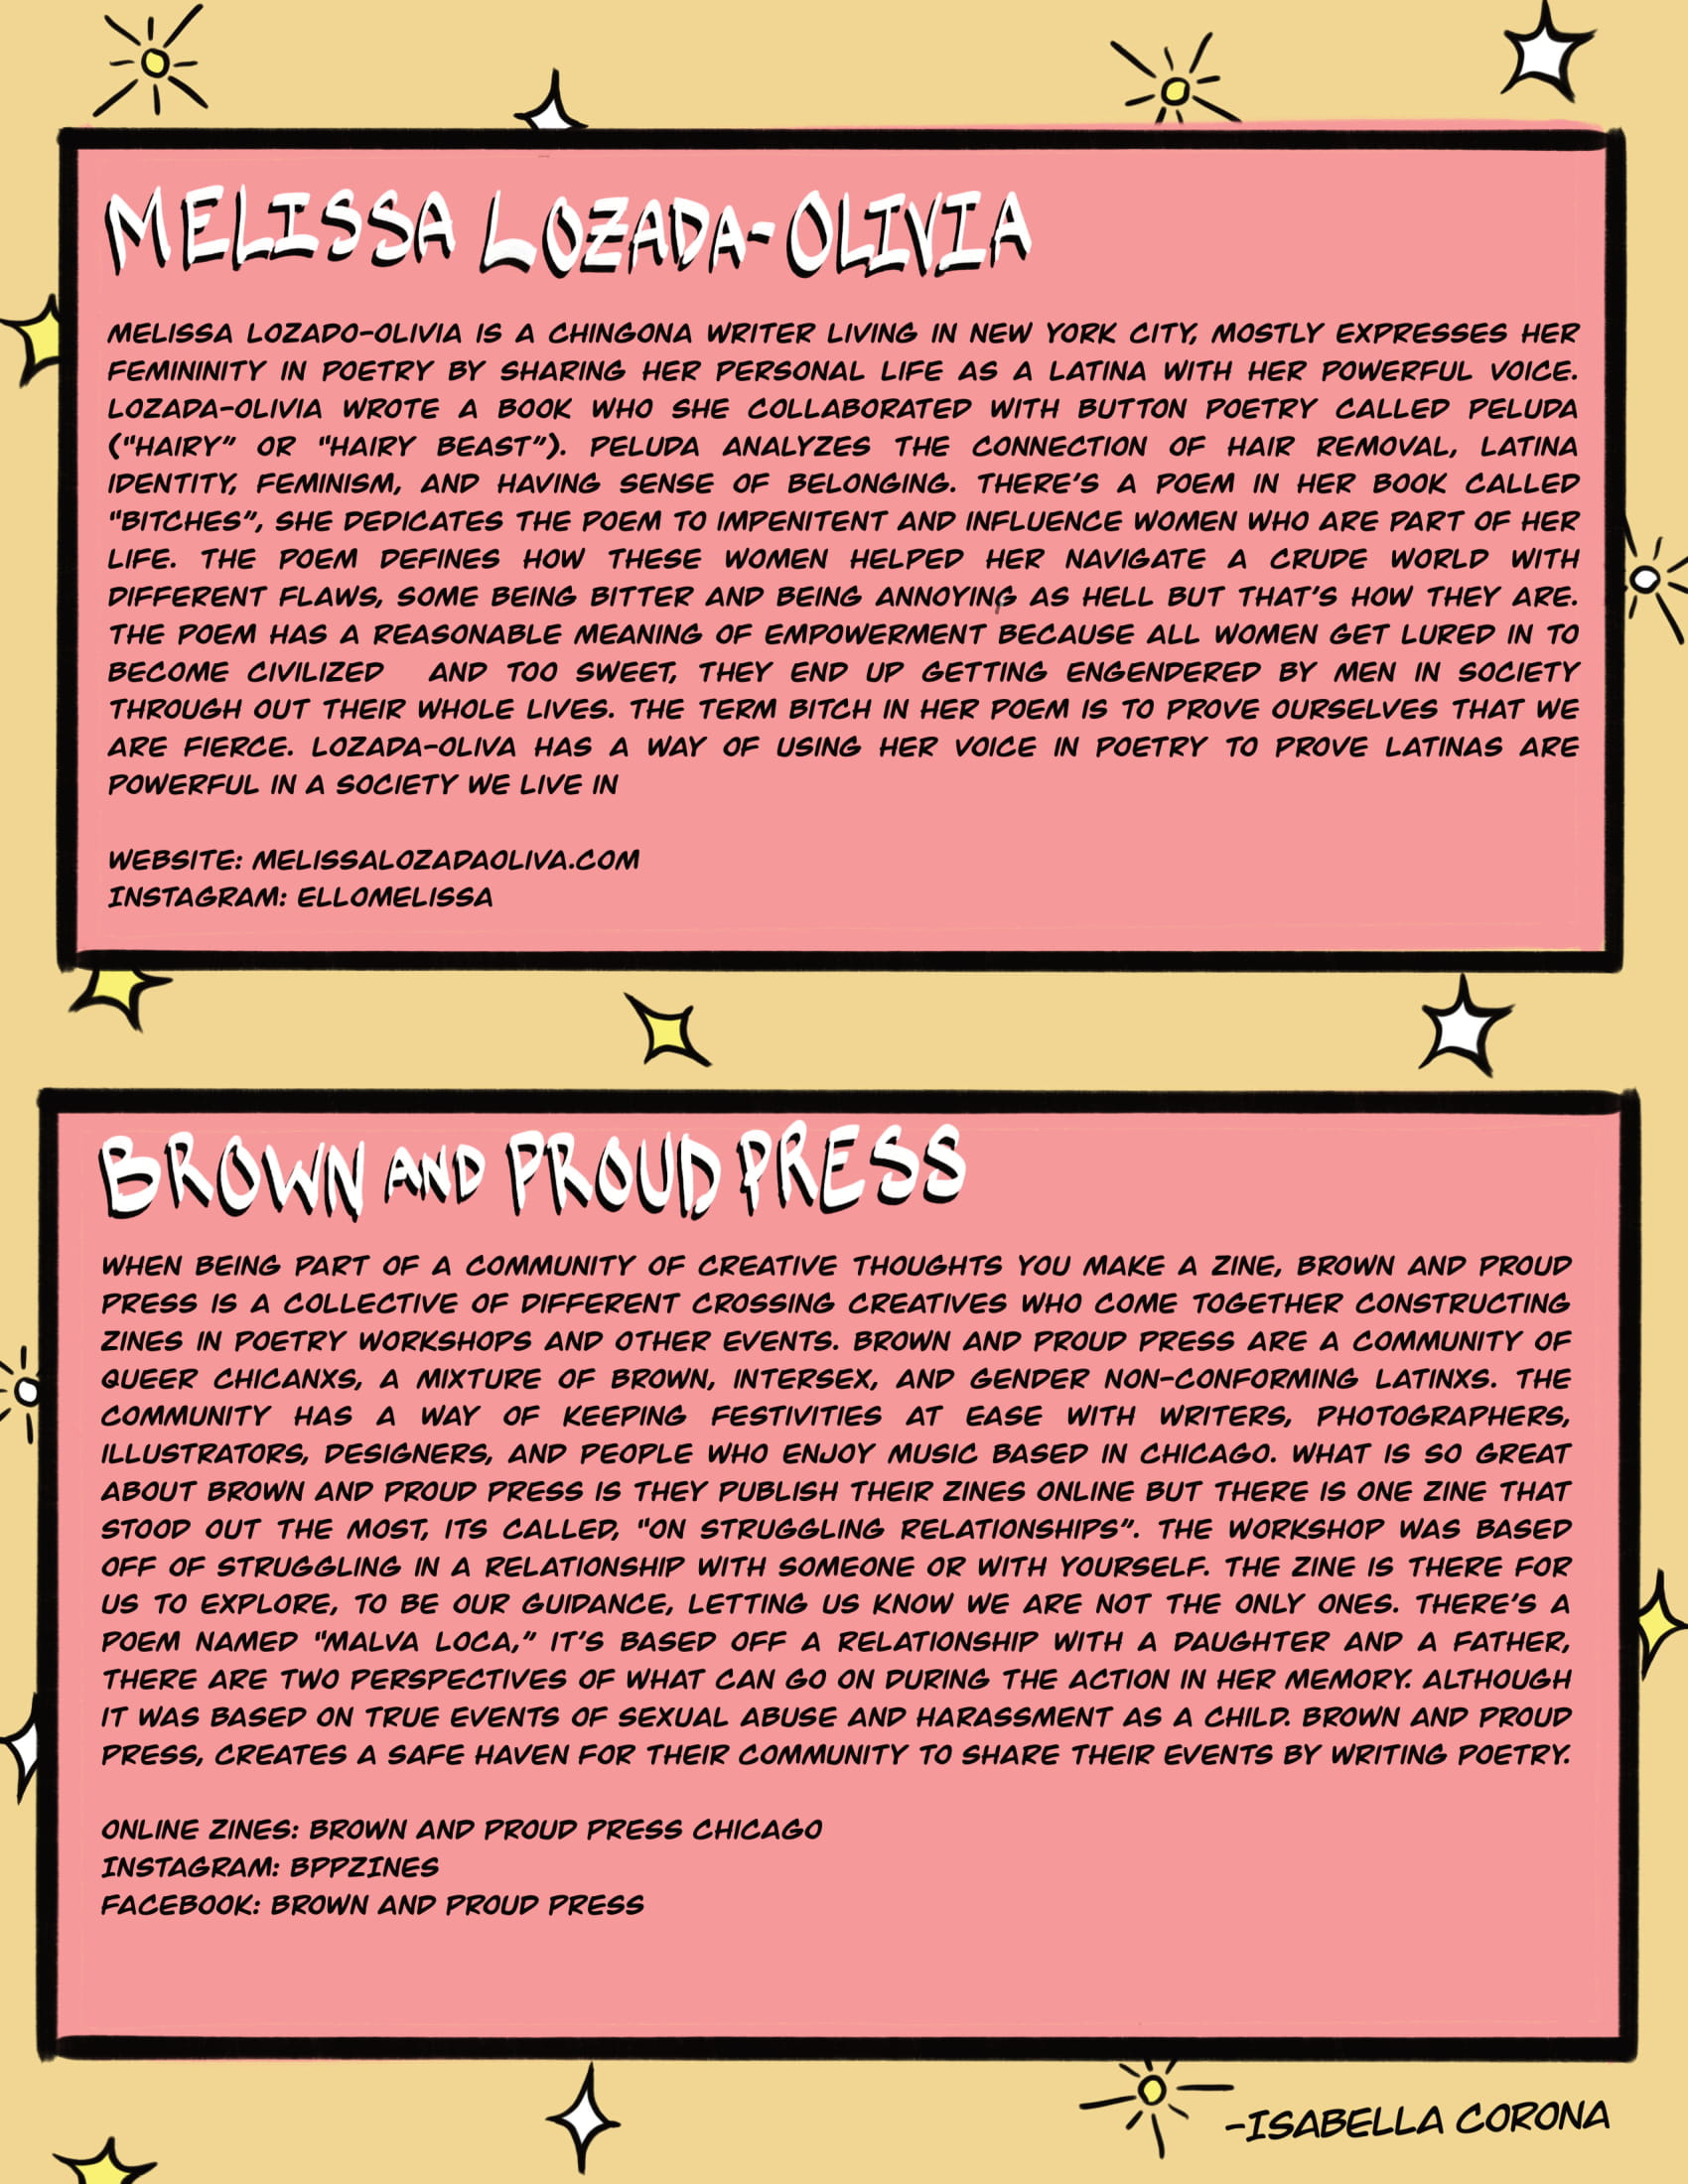 MELISSA LOZADA-OLIVIA
MELISSA LOZADO-OLIVIA IS A CHINGONA WRITER LIVING IN NEW YORK CITY, MOSTLY EXPRESSES HER
FEMININITY IN POETRY BY SHARING HER PERSONAL LIFE AS A LATINA WITH HER POWERFUL VOICE.
LOZADA-OLIVIA WROTE A BOOK WHO SHE COLLABORATED WITH BUTTON POETRY CALLED PELUDA
("HAIRY" OR "HAIRY BEAST"). PELUDA ANALYZES THE CONNECTION OF HAIR REMOVAL, LATINA
IDENTITY, FEMINISM, AND HAVING SENSE OF BELONGING. THERE'S A POEM IN HER BOOK CALLED
"BITCHES", SHE DEDICATES THE POEM TO IMPENITENT AND INFLUENCE WOMEN WHO ARE PART OF HER
LIFE. THE POEM DEFINES HOW THESE WOMEN HELPED HER NAVIGATE A CRUDE WORLD WITH
DIFFERENT FLAWS, SOME BEING BITTER AND BEING ANNOYING AS HELL BUT THAT'S HOW THEY ARE.
THE POEM HAS A REASONABLE MEANING OF EMPOWERMENT BECAUSE ALL WOMEN GET LURED IN TO
BECOME CIVILIZED AND TOO SWEET, THEY END UP GETTING ENGENDERED BY MEN IN SOCIETY
THROUGH OUT THEIR WHOLE LIVES. THE TERM BITCH IN HER POEM IS TO PROVE OURSELVES THAT WE
ARE FIERCE. LOZADA-OLIVA HAS A WAY OF USING HER VOICE IN POETRY TO PROVE LATINAS ARE
POWERFUL IN A SOCIETY WE LIVE IN
WEBSITE: MELISSALOZADAOLIVA.COM
INSTAGRAM: ELLOMELISSA
BROWN AND PROUD PRESS
WHEN BEING PART OF A COMMUNITY OF CREATIVE THOUGHTS YOU MAKE A ZINE, BROWN AND PROUD
PRESS IS A COLLECTIVE OF DIFFERENT CROSSING CREATIVES WHO COME TOGETHER CONSTRUCTING
ZINES IN POETRY WORKSHOPS AND OTHER EVENTS. BROWN AND PROUD PRESS ARE A COMMUNITY OF
QUEER CHICANXS, A MIXTURE OF BROWN, INTERSEX, AND GENDER NON-CONFORMING LATINXS. THE
COMMUNITY HAS A WAY OF KEEPING FESTIVITIES AT EASE WITH WRITERS, PHOTOGRAPHERS,
ILLUSTRATORS, DESIGNERS, AND PEOPLE WHO ENJOY MUSIC BASED IN CHICAGO. WHAT IS SO GREAT
ABOUT BROWN AND PROUD PRESS IS THEY PUBLISH THEIR ZINES ONLINE BUT THERE IS ONE ZINE THAT
STOOD OUT THE MOST, ITS CALLED, "ON STRUGGLING RELATIONSHIPS". THE WORKSHOP WAS BASED
OFF OF STRUGGLING IN A RELATIONSHIP WITH SOMEONE OR WITH YOURSELF. THE ZINE IS THERE FOR
US TO EXPLORE, TO BE OUR GUIDANCE, LETTING US KNOW WE ARE NOT THE ONLY ONES. THERE'S A
POEM NAMED "MALVA LOCA," IT'S BASED OFF A RELATIONSHIP WITH A DAUGHTER AND A FATHER,
THERE ARE TWO PERSPECTIVES OF WHAT CAN GO ON DURING THE ACTION IN HER MEMORY. ALTHOUGH
IT WAS BASED ON TRUE EVENTS OF SEXUAL ABUSE AND HARASSMENT AS A CHILD. BROWN AND PROUD
PRESS, CREATES A SAFE HAVEN FOR THEIR COMMUNITY TO SHARE THEIR EVENTS BY WRITING POETRY.
ONLINE ZINES: BROWN AND PROUD PRESS CHICAGO
INSTAGRAM: BPPZINES
FACEBOOK: BROWN AND PROUD PRESS
-ISABELLA CORONA